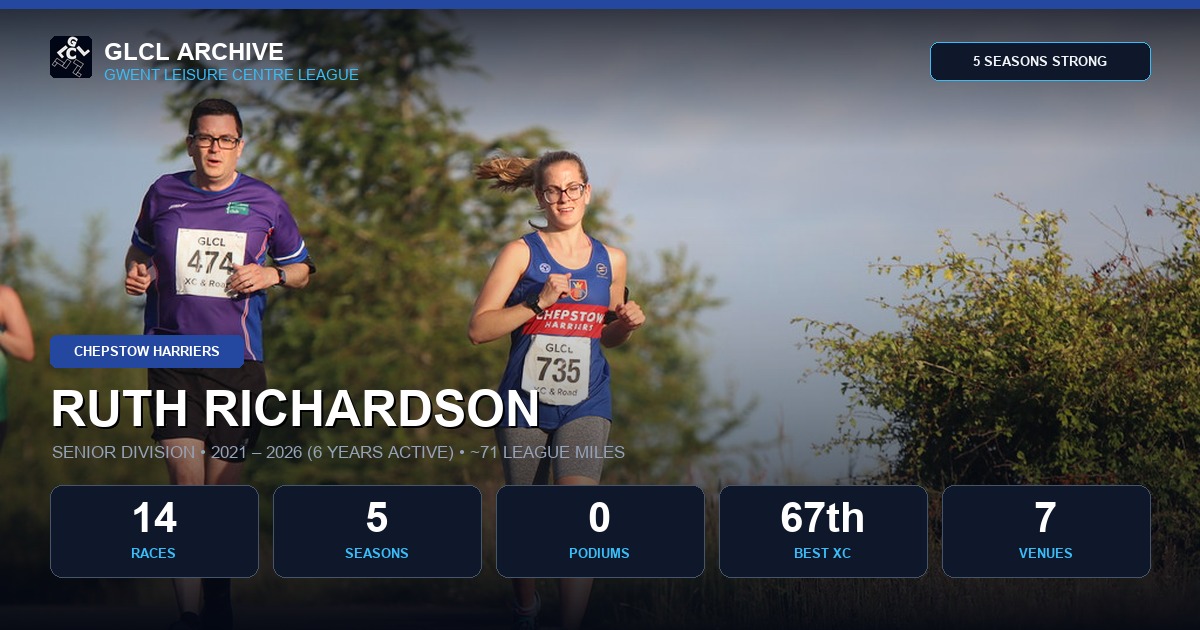 GLCL ARCHIVE
GWENT LEISURE CENTRE LEAGUE
5 SEASONS STRONG
GLCL
474
XC & Road
CHEPSTOW
HARRIERS
GLCL
735
XC & Road
CHEPSTOW HARRIERS
RUTH RICHARDSON
SENIOR DIVISION • 2021 – 2026 (6 YEARS ACTIVE) • ~71 LEAGUE MILES
14
RACES
5
SEASONS
0
PODIUMS
67th
BEST XC
7
VENUES